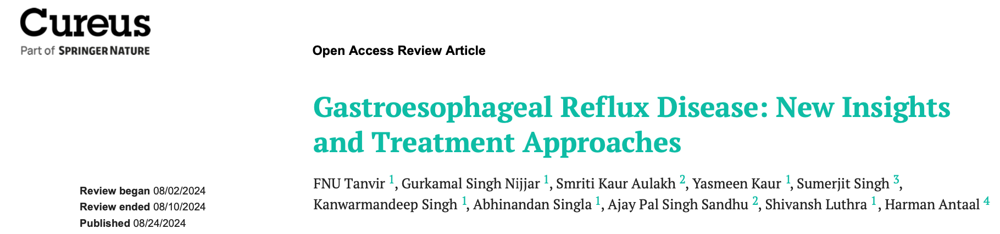 Cureus
Part of SPRINGER NATURE
Open Access Review Article
Gastroesophageal Reflux Disease: New Insights
and Treatment Approaches
FNU Tanvir 1, Gurkamal Singh Nijjar 1, Smriti Kaur Aulakh 2, Yasmeen Kaur 1, Sumerjit Singh 3,
Kanwarmandeep Singh 1, Abhinandan Singla 1, Ajay Pal Singh Sandhu 2, Shivansh Luthra 1, Harman Antaal 4
Review began 08/02/2024
Review ended 08/10/2024
Published 08/24/2024